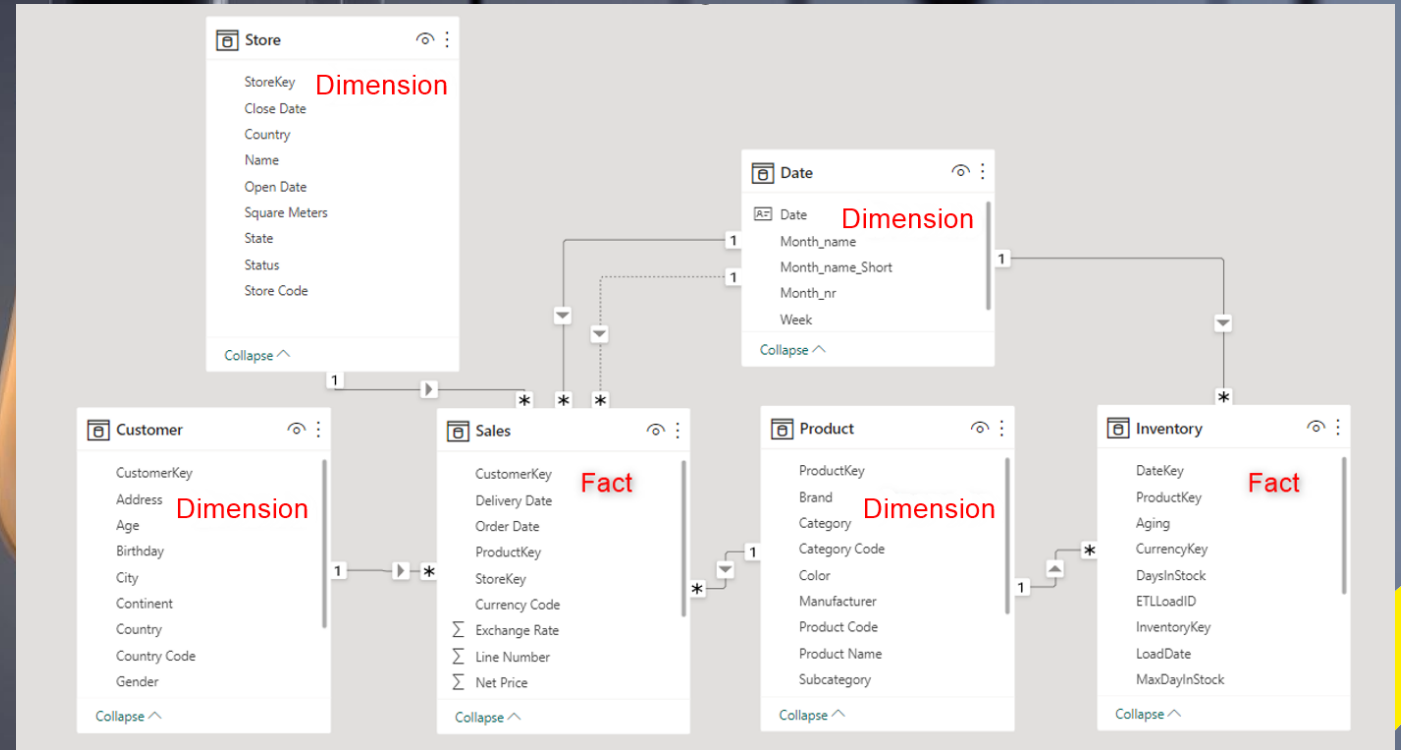 Store
StoreKey
Dimension
Close Date
Country
Name
Open Date
Square Meters
State
Status
Store Code
Collapse
Date
Date
Dimension
Month_name
Month_name_Short
Month_nr
Week
Collapse
1
1
1
1
*
*
*
*
Customer
CustomerKey
Address
Dimension
Age
Birthday
City
Continent
Country
Country Code
Gender
Collapse
1
*
Sales
CustomerKey
Fact
Delivery Date
Order Date
ProductKey
StoreKey
Currency Code
Σ Exchange Rate
Σ Line Number
Σ Net Price
Collapse
*
1
Product
ProductKey
Brand
Dimension
Category
Category Code
Color
Manufacturer
Product Code
Product Name
Subcategory
Collapse
1
*
Inventory
DateKey
Fact
ProductKey
Aging
CurrencyKey
DaysInStock
ETLLoadID
InventoryKey
LoadDate
MaxDayInStock
Collapse